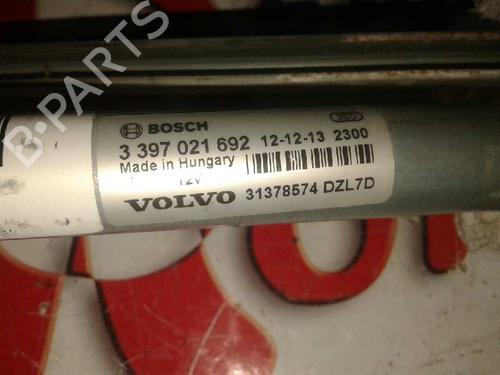 B-PARTS
BOSCH
3 397 021 692 12-12-13 2300
Made in Hungary
12V
VOLVO 31378574 DZL7D